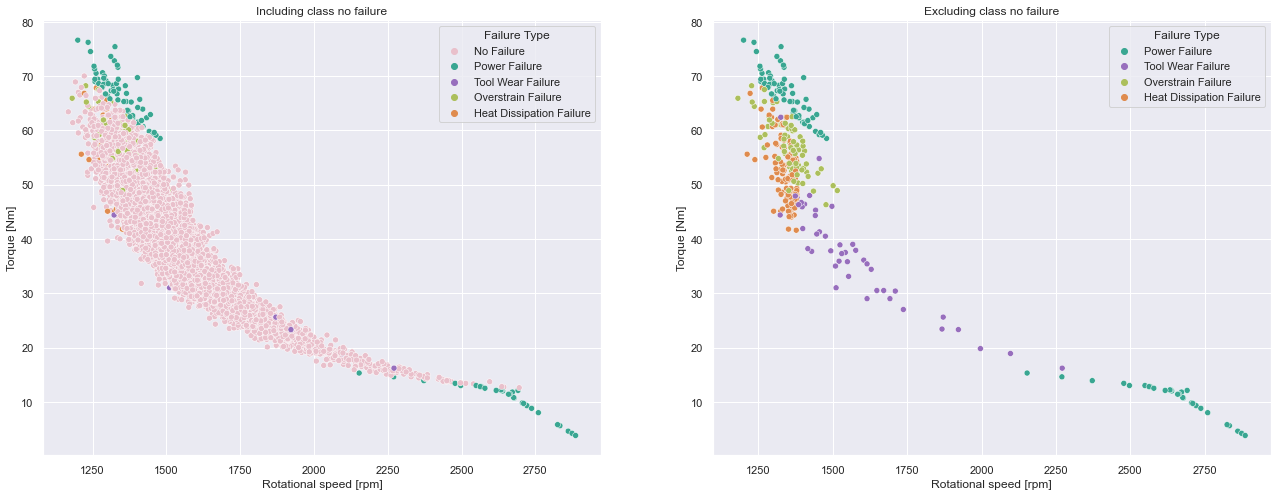 Including class no failure
80
70
60
50
40
30
20
10
Torque [Nm]
Failure Type
No Failure
Power Failure
Tool Wear Failure
Overstrain Failure
Heat Dissipation Failure
1250 1500 1750 2000 2250 2500 2750
Rotational speed [rpm]
Excluding class no failure
80
70
60
50
40
30
20
10
Torque [Nm]
Failure Type
Power Failure
Tool Wear Failure
Overstrain Failure
Heat Dissipation Failure
1250 1500 1750 2000 2250 2500 2750
Rotational speed [rpm]